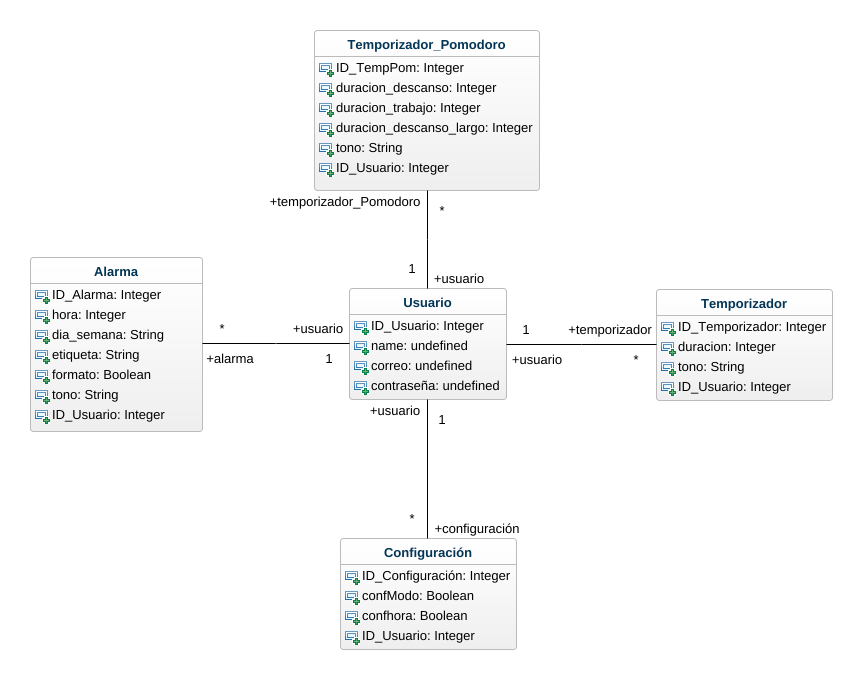 Temporizador_Pomodoro
ID_TempPom: Integer
duracion_descanso: Integer
duracion_trabajo: Integer
duracion_descanso_largo: Integer
tono: String
ID_Usuario: Integer
+temporizador_Pomodoro
*
1
+usuario
Alarma
ID_Alarma: Integer
hora: Integer
dia_semana: String
etiqueta: String
formato: Boolean
tono: String
ID_Usuario: Integer
*
+usuario
+alarma
1
Usuario
ID_Usuario: Integer
name: undefined
correo: undefined
contraseña: undefined
1
+temporizador
+usuario
*
Temporizador
ID_Temporizador: Integer
duracion: Integer
tono: String
ID_Usuario: Integer
+usuario
1
*
+configuración
Configuración
ID_Configuración: Integer
confModo: Boolean
confhora: Boolean
ID_Usuario: Integer